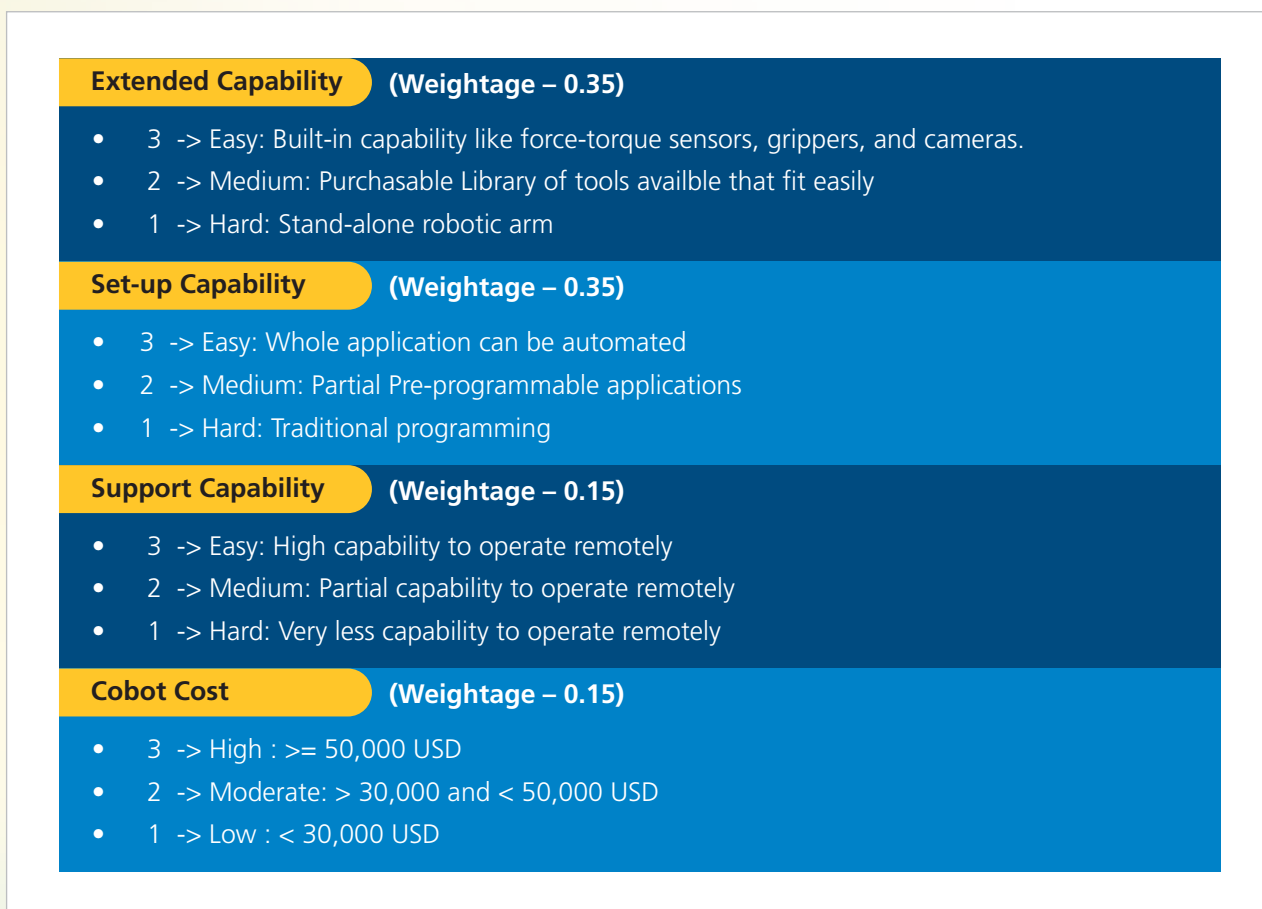 Extended Capability (Weightage – 0.35)
• 3 -> Easy: Built-in capability like force-torque sensors, grippers, and cameras.
• 2 -> Medium: Purchasable Library of tools availble that fit easily
• 1 -> Hard: Stand-alone robotic arm
Set-up Capability (Weightage – 0.35)
• 3 -> Easy: Whole application can be automated
• 2 -> Medium: Partial Pre-programmable applications
• 1 -> Hard: Traditional programming
Support Capability (Weightage – 0.15)
• 3 -> Easy: High capability to operate remotely
• 2 -> Medium: Partial capability to operate remotely
• 1 -> Hard: Very less capability to operate remotely
Cobot Cost (Weightage – 0.15)
• 3 -> High : >= 50,000 USD
• 2 -> Moderate: > 30,000 and < 50,000 USD
• 1 -> Low : < 30,000 USD